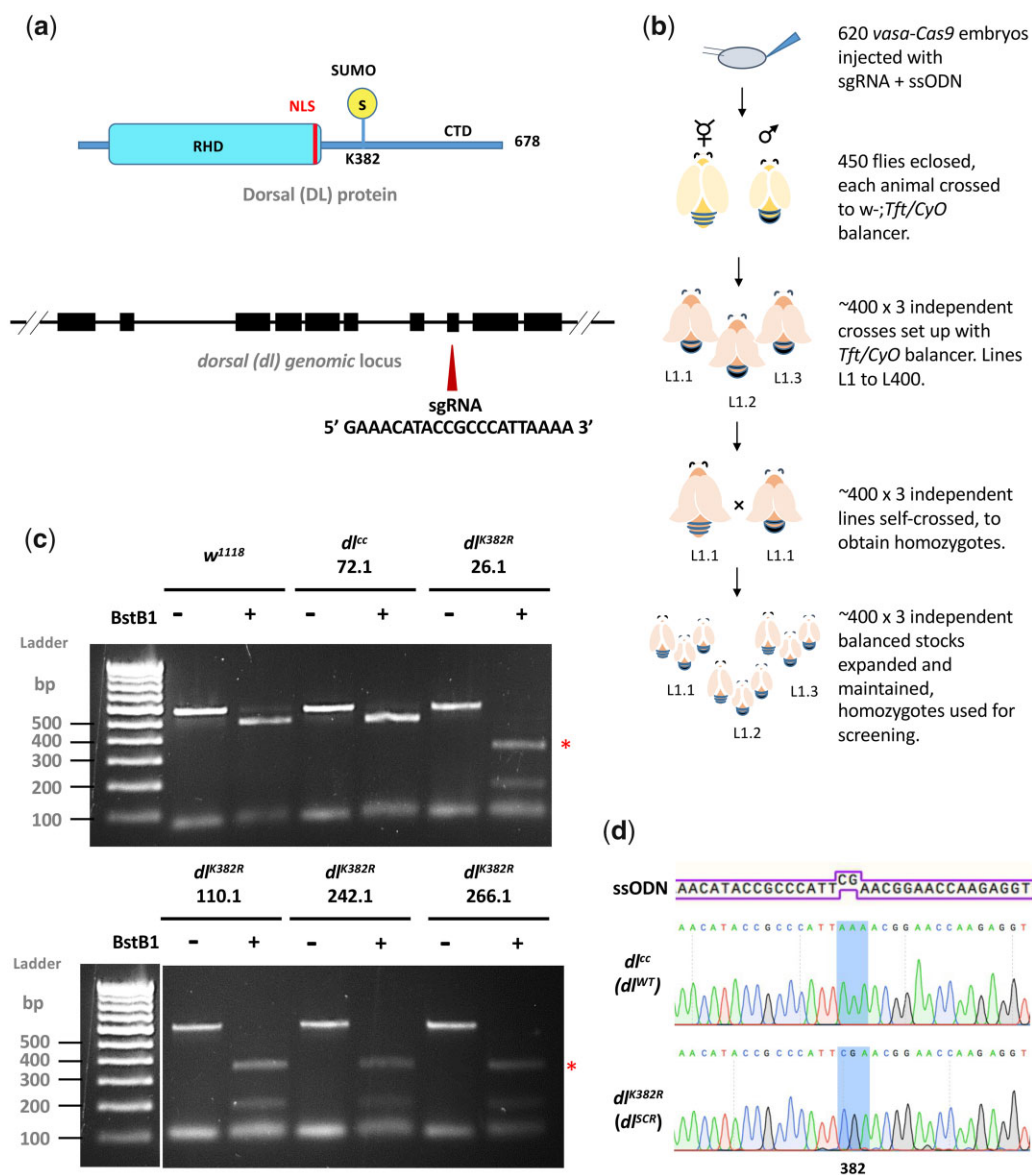 (a)
SUMO
S
NLS
RHD
K382
CTD
678
Dorsal (DL) protein
dorsal (dl) genomic locus
sgRNA
5’ GAAACATACCGCCCATTAAAA 3’
(b)
620 vasa-Cas9 embryos
injected with
sgRNA + ssODN
450 flies eclosed,
each animal crossed
to w-;Tft/CyO
balancer.
~400 x 3 independent
crosses set up with
Tft/CyO balancer. Lines
L1 to L400.
L1.1
L1.2
L1.3
~400 x 3 independent
lines self-crossed, to
obtain homozygotes.
×
L1.1
L1.1
~400 x 3 independent
balanced stocks
expanded and
maintained,
homozygotes used for
screening.
L1.1
L1.2
L1.3
(c)
w1118
dlcc
72.1
dlK382R
26.1
BstB1 - + - + - +
Ladder
bp
500
400
300
200
100
*
dlK382R
110.1
dlK382R
242.1
dlK382R
266.1
BstB1 - + - + - +
Ladder
bp
500
400
300
200
100
*
(d)
ssODN
AACATACCGCCCATTCGAACGGAACCAAGAGGT
AACATACCGCCCATTAAAACGGAACCAAGAGGT
dlcc
(dlWT)
AACATACCGCCCATTCGAACGGAACCAAGAGGT
dlK382R
(dlSCR)
382